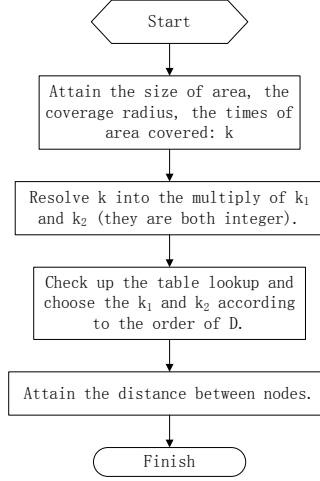 Start
Attain the size of area, the
coverage radius, the times of
area covered: k
Resolve k into the multiply of k₁
and k₂ (they are both integer).
Check up the table lookup and
choose the k₁ and k₂ according
to the order of D.
Attain the distance between nodes.
Finish